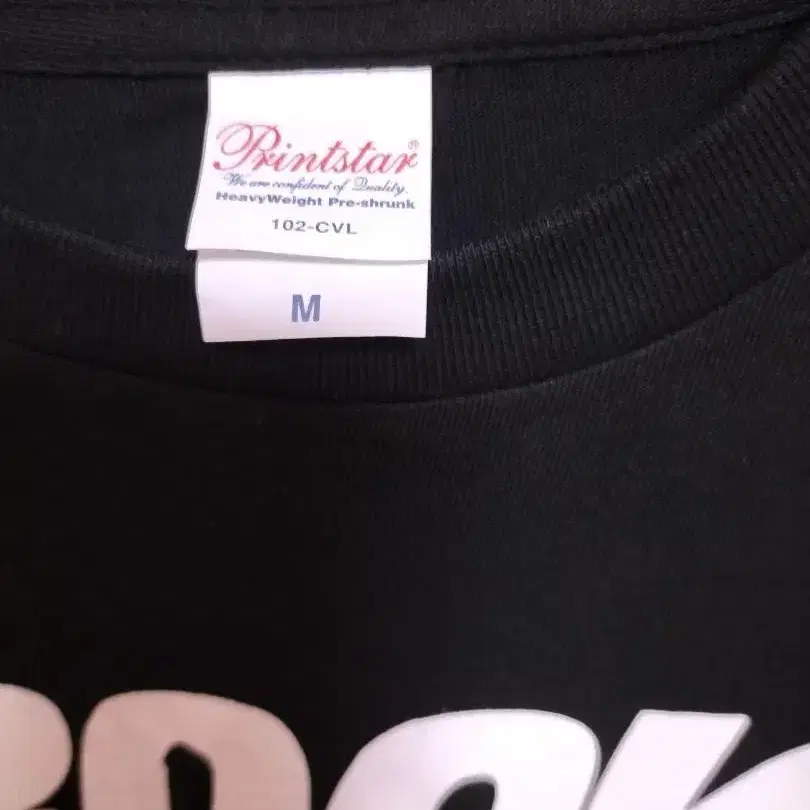 Printstar®
We are confident of Quality.
HeavyWeight Pre-shrunk
102-CVL
M